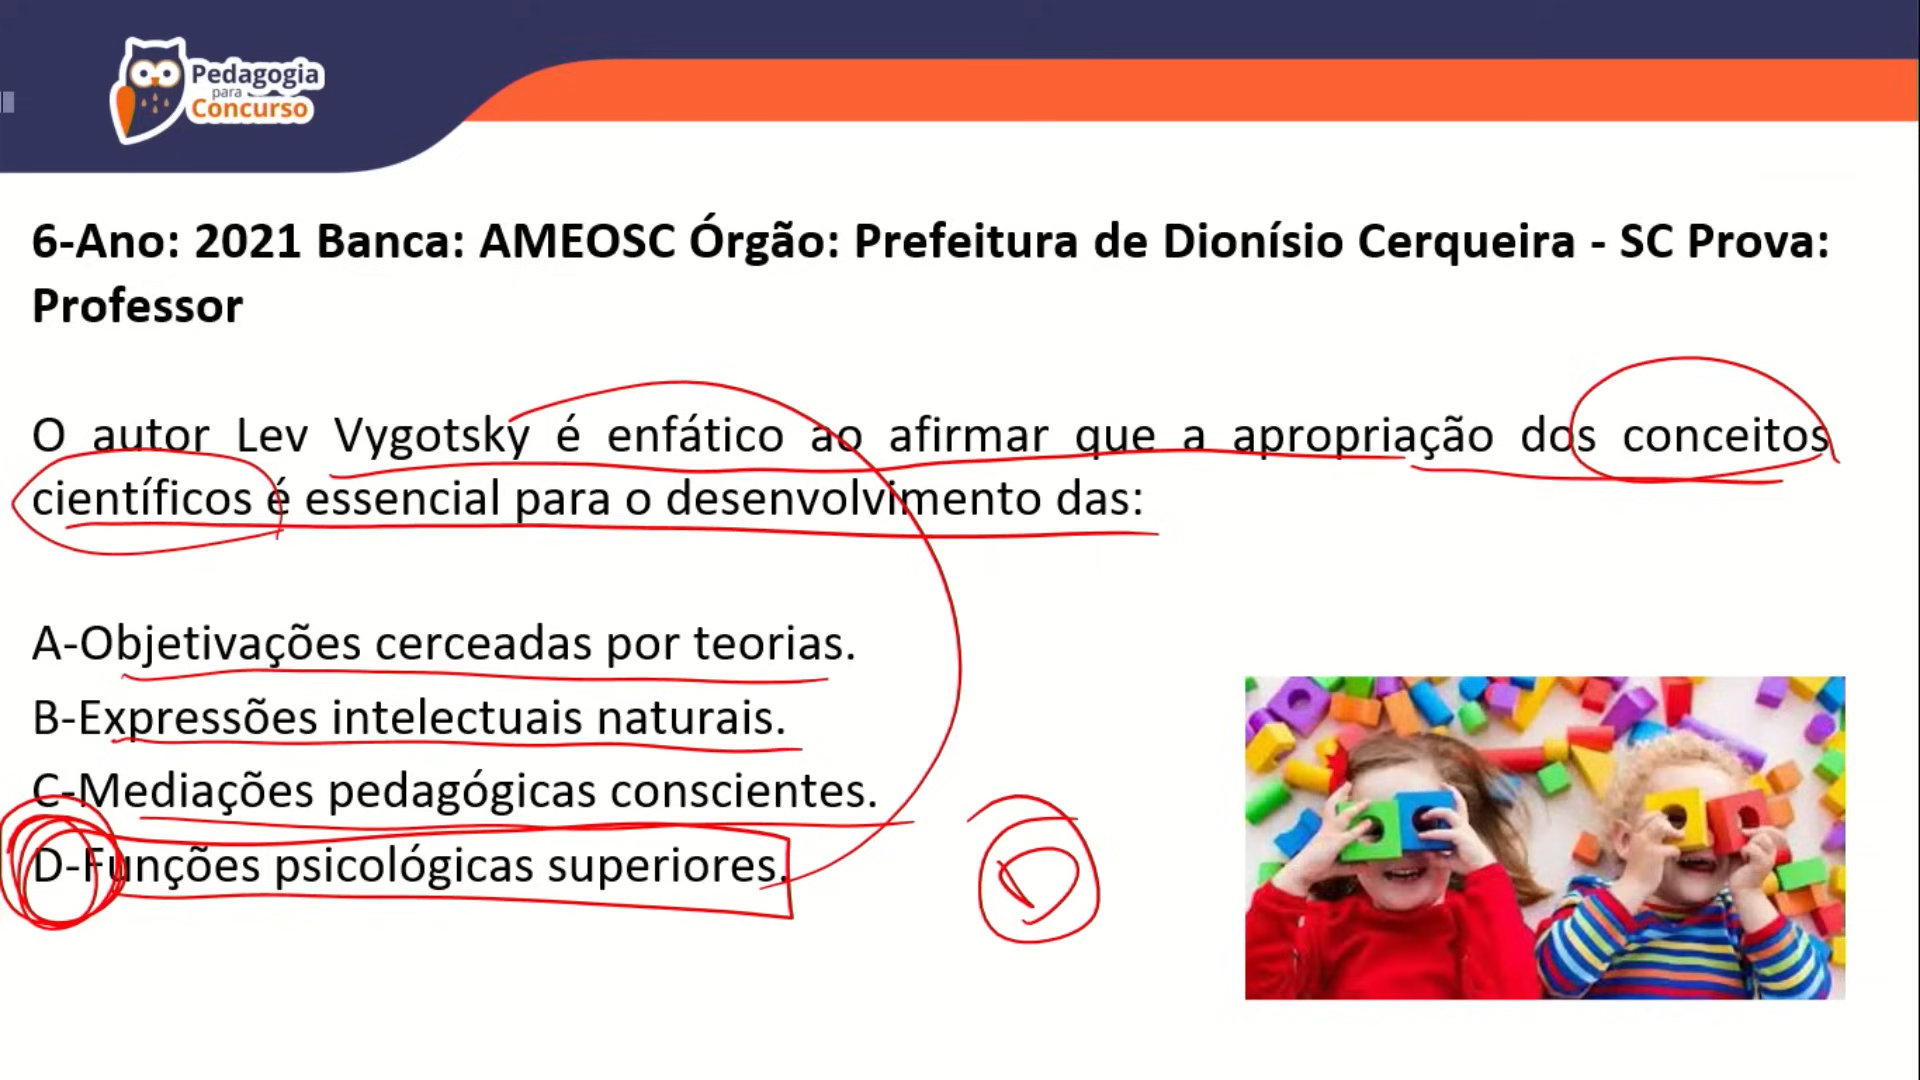 Pedagogia
para
Concurso
6-Ano: 2021 Banca: AMEOSC Órgão: Prefeitura de Dionísio Cerqueira - SC Prova:
Professor
O autor Lev Vygotsky é enfático ao afirmar que a apropriação dos conceitos
científicos é essencial para o desenvolvimento das:
A-Objetivações cerceadas por teorias.
B-Expressões intelectuais naturais.
C-Mediações pedagógicas conscientes.
D-Funções psicológicas superiores.
D